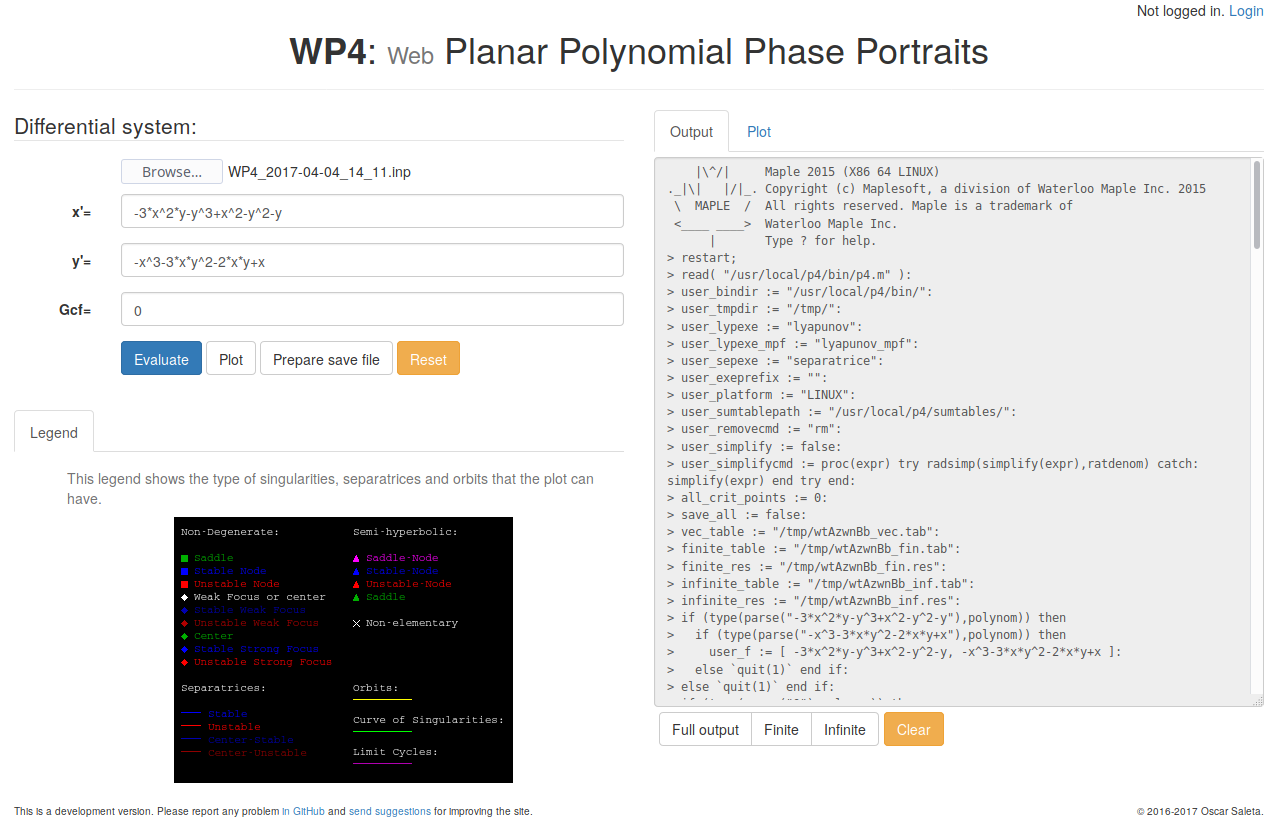 Not logged in. Login
WP4: Web Planar Polynomial Phase Portraits
Differential system:
Browse... WP4_2017-04-04_14_11.inp
x'= -3*x^2*y-y^3+x^2-y^2-y
y'= -x^3-3*x*y^2-2*x*y+x
Gcf= 0
Evaluate Plot Prepare save file Reset
Legend
This legend shows the type of singularities, separatrices and orbits that the plot can
have.
Non-Degenerate: Semi-hyperbolic:
Saddle Saddle-Node
Stable Node Stable-Node
Unstable Node Unstable-Node
Weak Focus or center Saddle
Stable Weak Focus
Unstable Weak Focus Non-elementary
Center
Stable Strong Focus
Unstable Strong Focus
Separatrices: Orbits:
Stable
Unstable Curve of Singularities:
Center-Stable
Center-Unstable Limit Cycles:
Output Plot
|\^/| Maple 2015 (X86 64 LINUX)
._|\| |/|_. Copyright (c) Maplesoft, a division of Waterloo Maple Inc. 2015
\ MAPLE / All rights reserved. Maple is a trademark of
<____ ____> Waterloo Maple Inc.
| Type ? for help.
> restart;
> read( "/usr/local/p4/bin/p4.m" ):
> user_bindir := "/usr/local/p4/bin/":
> user_tmpdir := "/tmp/":
> user_lypexe := "lyapunov":
> user_lypexe_mpf := "lyapunov_mpf":
> user_sepexe := "separatrice":
> user_exeprefix := "":
> user_platform := "LINUX":
> user_sumtablepath := "/usr/local/p4/sumtables/":
> user_removecmd := "rm":
> user_simplify := false:
> user_simplifycmd := proc(expr) try radsimp(simplify(expr),ratdenom) catch:
simplify(expr) end try end:
> all_crit_points := 0:
> save_all := false:
> vec_table := "/tmp/wtAzwnBb_vec.tab":
> finite_table := "/tmp/wtAzwnBb_fin.tab":
> finite_res := "/tmp/wtAzwnBb_fin.res":
> infinite_table := "/tmp/wtAzwnBb_inf.tab":
> infinite_res := "/tmp/wtAzwnBb_inf.res":
> if (type(parse("-3*x^2*y-y^3+x^2-y^2-y"),polynom)) then
> if (type(parse("-x^3-3*x*y^2-2*x*y+x"),polynom)) then
> user_f := [ -3*x^2*y-y^3+x^2-y^2-y, -x^3-3*x*y^2-2*x*y+x ]:
> else `quit(1)` end if:
> else `quit(1)` end if:
Full output Finite Infinite Clear
This is a development version. Please report any problem in GitHub and send suggestions for improving the site.
© 2016-2017 Oscar Saleta.